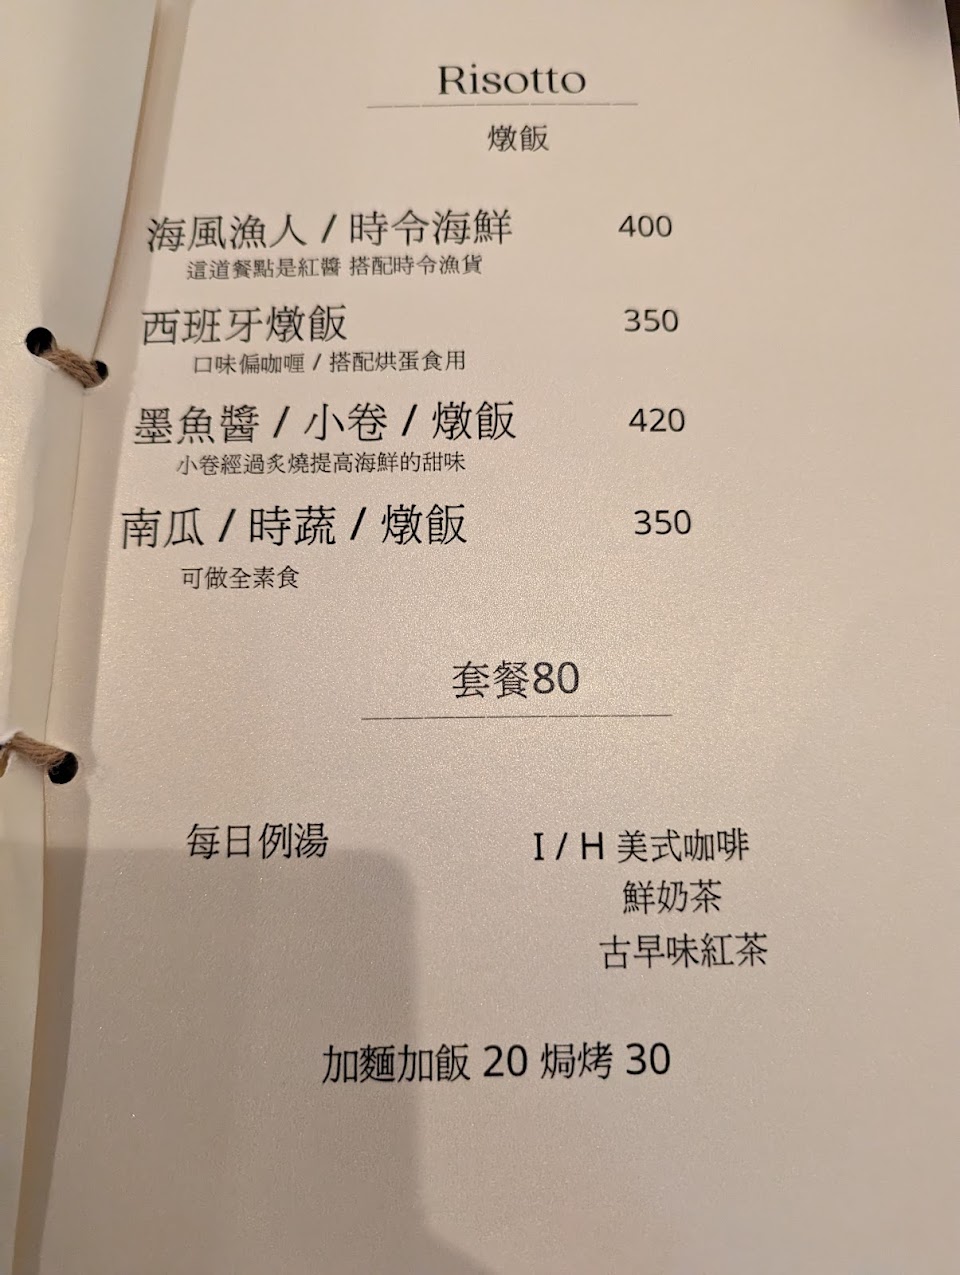 Risotto
燉飯
海風漁人 / 時令海鮮 400
這道餐點是紅醬 搭配時令漁貨
西班牙燉飯 350
口味偏咖喱 / 搭配烘蛋食用
墨魚醬 / 小卷 / 燉飯 420
小卷經過炙燒提高海鮮的甜味
南瓜 / 時蔬 / 燉飯 350
可做全素食
套餐80
每日例湯 I / H 美式咖啡
鮮奶茶
古早味紅茶
加麵加飯 20 焗烤 30